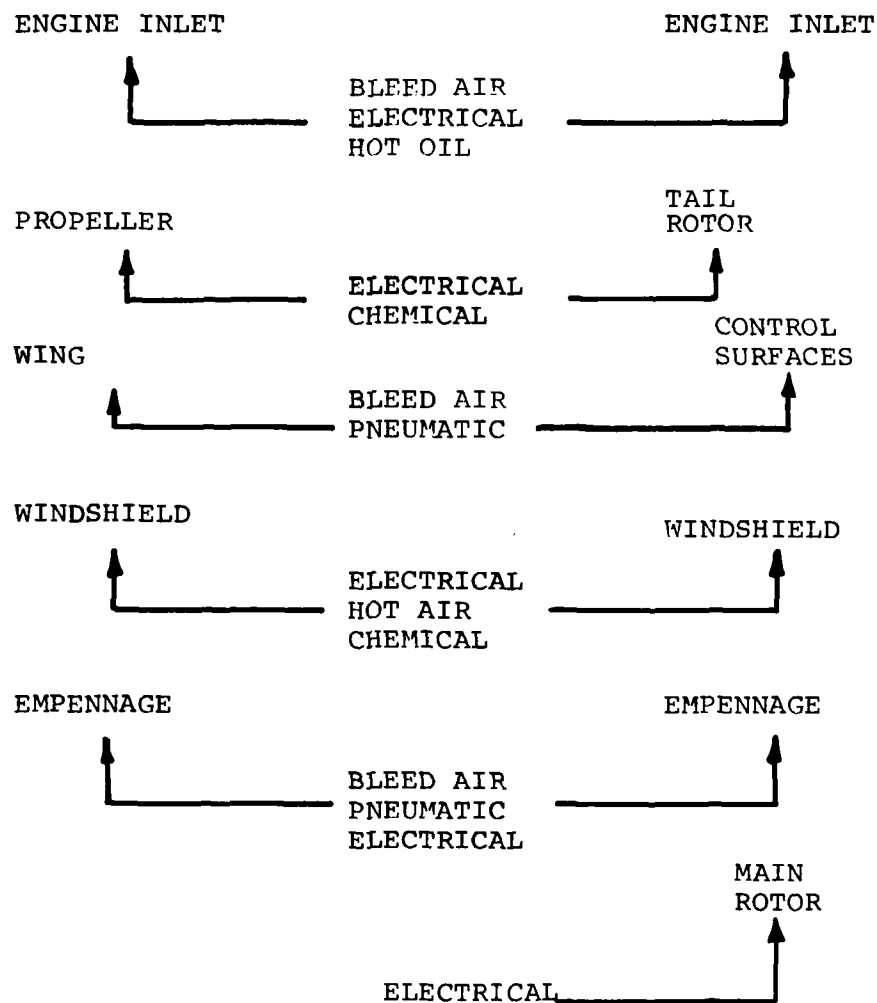 ENGINE INLET
ENGINE INLET
BLEED AIR
ELECTRICAL
HOT OIL
PROPELLER
TAIL
ROTOR
ELECTRICAL
CHEMICAL
WING
CONTROL
SURFACES
BLEED AIR
PNEUMATIC
WINDSHIELD
WINDSHIELD
ELECTRICAL
HOT AIR
CHEMICAL
EMPENNAGE
EMPENNAGE
BLEED AIR
PNEUMATIC
ELECTRICAL
MAIN
ROTOR
ELECTRICAL